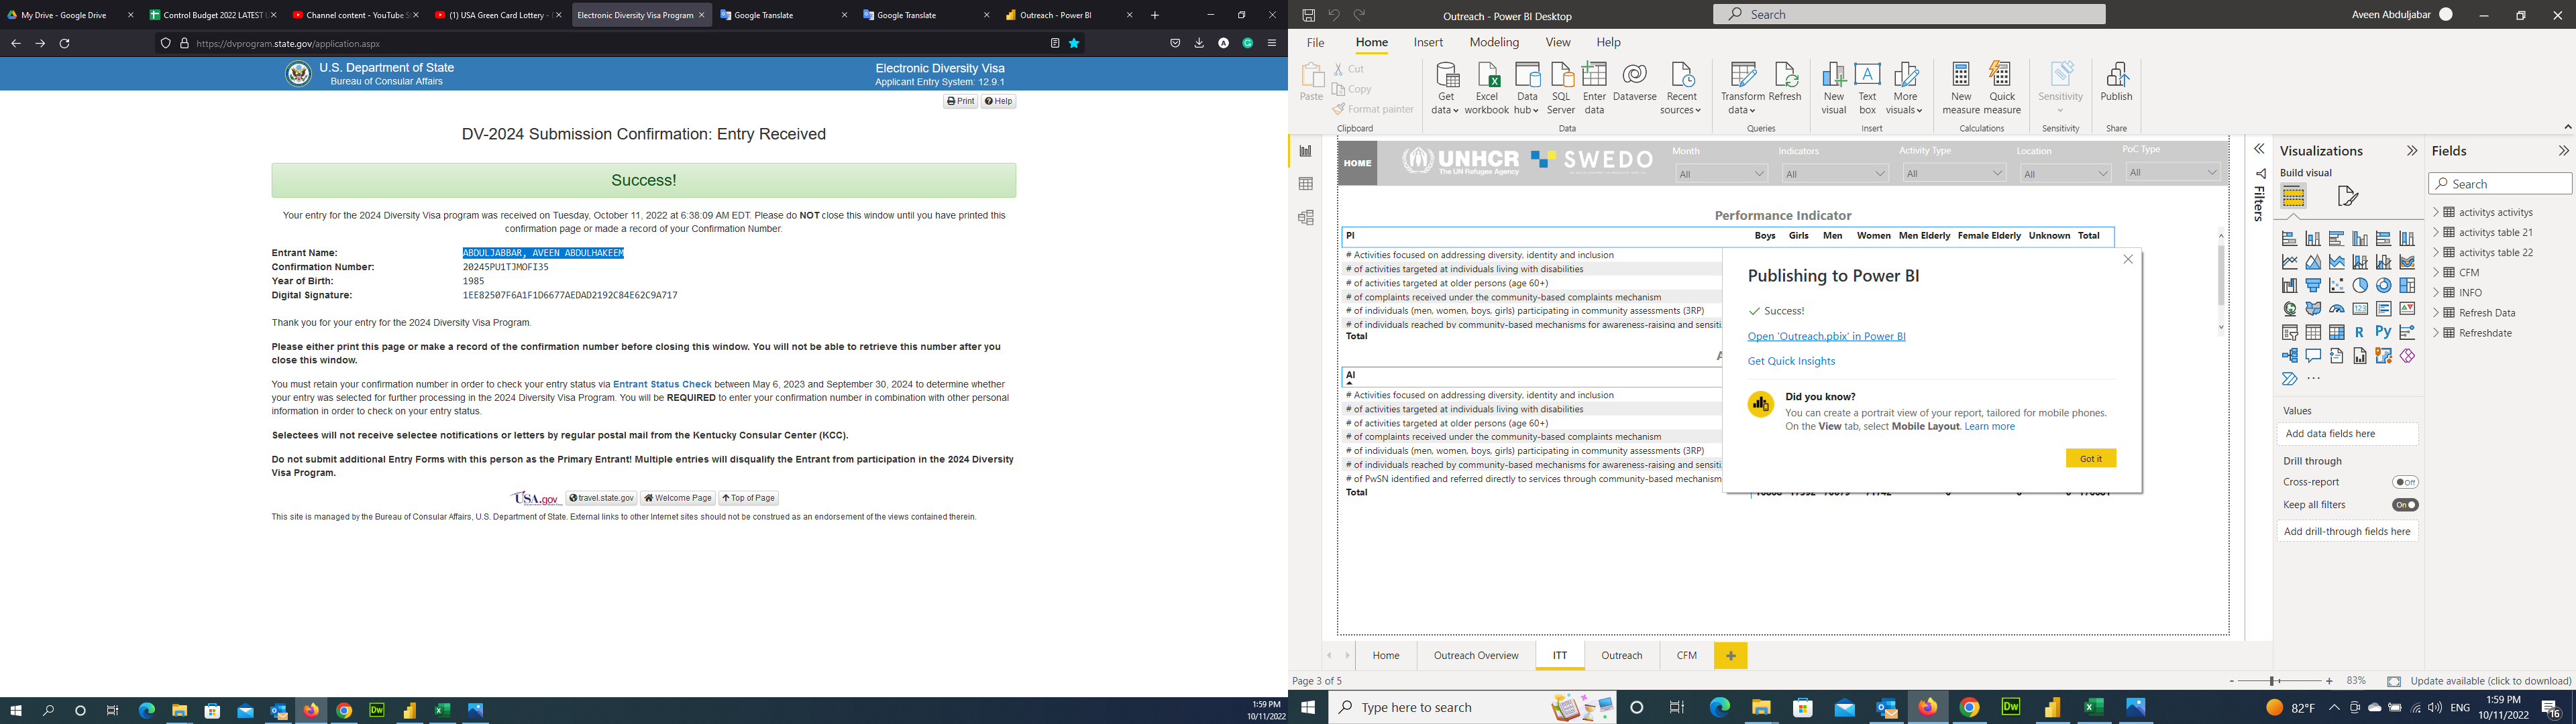 My Drive - Google Drive
Control Budget 2022 LATEST
Channel content - YouTube
(1) USA Green Card Lottery -
Electronic Diversity Visa Program
Google Translate
Google Translate
Outreach - Power BI
https://dvprogram.state.gov/application.aspx
U.S. Department of State
Bureau of Consular Affairs
Electronic Diversity Visa
Applicant Entry System: 12.9.1
Print
Help
DV-2024 Submission Confirmation: Entry Received
Success!
Your entry for the 2024 Diversity Visa program was received on Tuesday, October 11, 2022 at 6:38:09 AM EDT. Please do NOT close this window until you have printed this
confirmation page or made a record of your Confirmation Number.
Entrant Name: ABDULJABBAR, AVEEN ABDULHAKEEM
Confirmation Number: 20245PU1TJMOFI35
Year of Birth: 1985
Digital Signature: 1EE82507F6A1F1D6677AEDAD2192C84E62C9A717
Thank you for your entry for the 2024 Diversity Visa Program.
Please either print this page or make a record of the confirmation number before closing this window. You will not be able to retrieve this number after you
close this window.
You must retain your confirmation number in order to check your entry status via Entrant Status Check between May 6, 2023 and September 30, 2024 to determine whether
your entry was selected for further processing in the 2024 Diversity Visa Program. You will be REQUIRED to enter your confirmation number in combination with other personal
information in order to check on your entry status.
Selectees will not receive selectee notifications or letters by regular postal mail from the Kentucky Consular Center (KCC).
Do not submit additional Entry Forms with this person as the Primary Entrant! Multiple entries will disqualify the Entrant from participation in the 2024 Diversity
Visa Program.
USA.gov
travel.state.gov
Welcome Page
Top of Page
This site is managed by the Bureau of Consular Affairs, U.S. Department of State. External links to other Internet sites should not be construed as an endorsement of the views contained therein.
1:59 PM
10/11/2022
Outreach - Power BI Desktop
Search
Aveen Abduljabar
File Home Insert Modeling View Help
Paste
Cut
Copy
Format painter
Get data
Excel workbook
Data hub
SQL Server
Enter data
Dataverse
Recent sources
Transform data
Refresh
New visual
Text box
More visuals
New measure
Quick measure
Sensitivity
Publish
Clipboard
Data
Queries
Insert
Calculations
Sensitivity
Share
HOME
UNHCR
The UN Refugee Agency
SWEDO
Month
All
Indicators
All
Activity Type
All
Location
All
PoC Type
All
Performance Indicator
PI Boys Girls Men Women Men Elderly Female Elderly Unknown Total
# Activities focused on addressing diversity, identity and inclusion
# of activities targeted at individuals living with disabilities
# of activities targeted at older persons (age 60+)
# of complaints received under the community-based complaints mechanism
# of individuals (men, women, boys, girls) participating in community assessments (3RP)
# of individuals reached by community-based mechanisms for awareness-raising and sensiti
Total
AI
# Activities focused on addressing diversity, identity and inclusion
# of activities targeted at individuals living with disabilities
# of activities targeted at older persons (age 60+)
# of complaints received under the community-based complaints mechanism
# of individuals (men, women, boys, girls) participating in community assessments (3RP)
# of individuals reached by community-based mechanisms for awareness-raising and sensiti
# of PwSN identified and referred directly to services through community-based mechanism
Total
Publishing to Power BI
Success!
Open 'Outreach.pbix' in Power BI
Get Quick Insights
Did you know?
You can create a portrait view of your report, tailored for mobile phones.
On the View tab, select Mobile Layout. Learn more
Got it
Filters
Visualizations
Build visual
R
Py
Values
Add data fields here
Drill through
Cross-report
Off
Keep all filters
On
Add drill-through fields here
Fields
Search
activitys activitys
activitys table 21
activitys table 22
CFM
INFO
Refresh Data
Refreshdate
Home
Outreach Overview
ITT
Outreach
CFM
Page 3 of 5
83%
Update available (click to download)
Type here to search
Dw
82°F
ENG
1:59 PM
10/11/2022
16